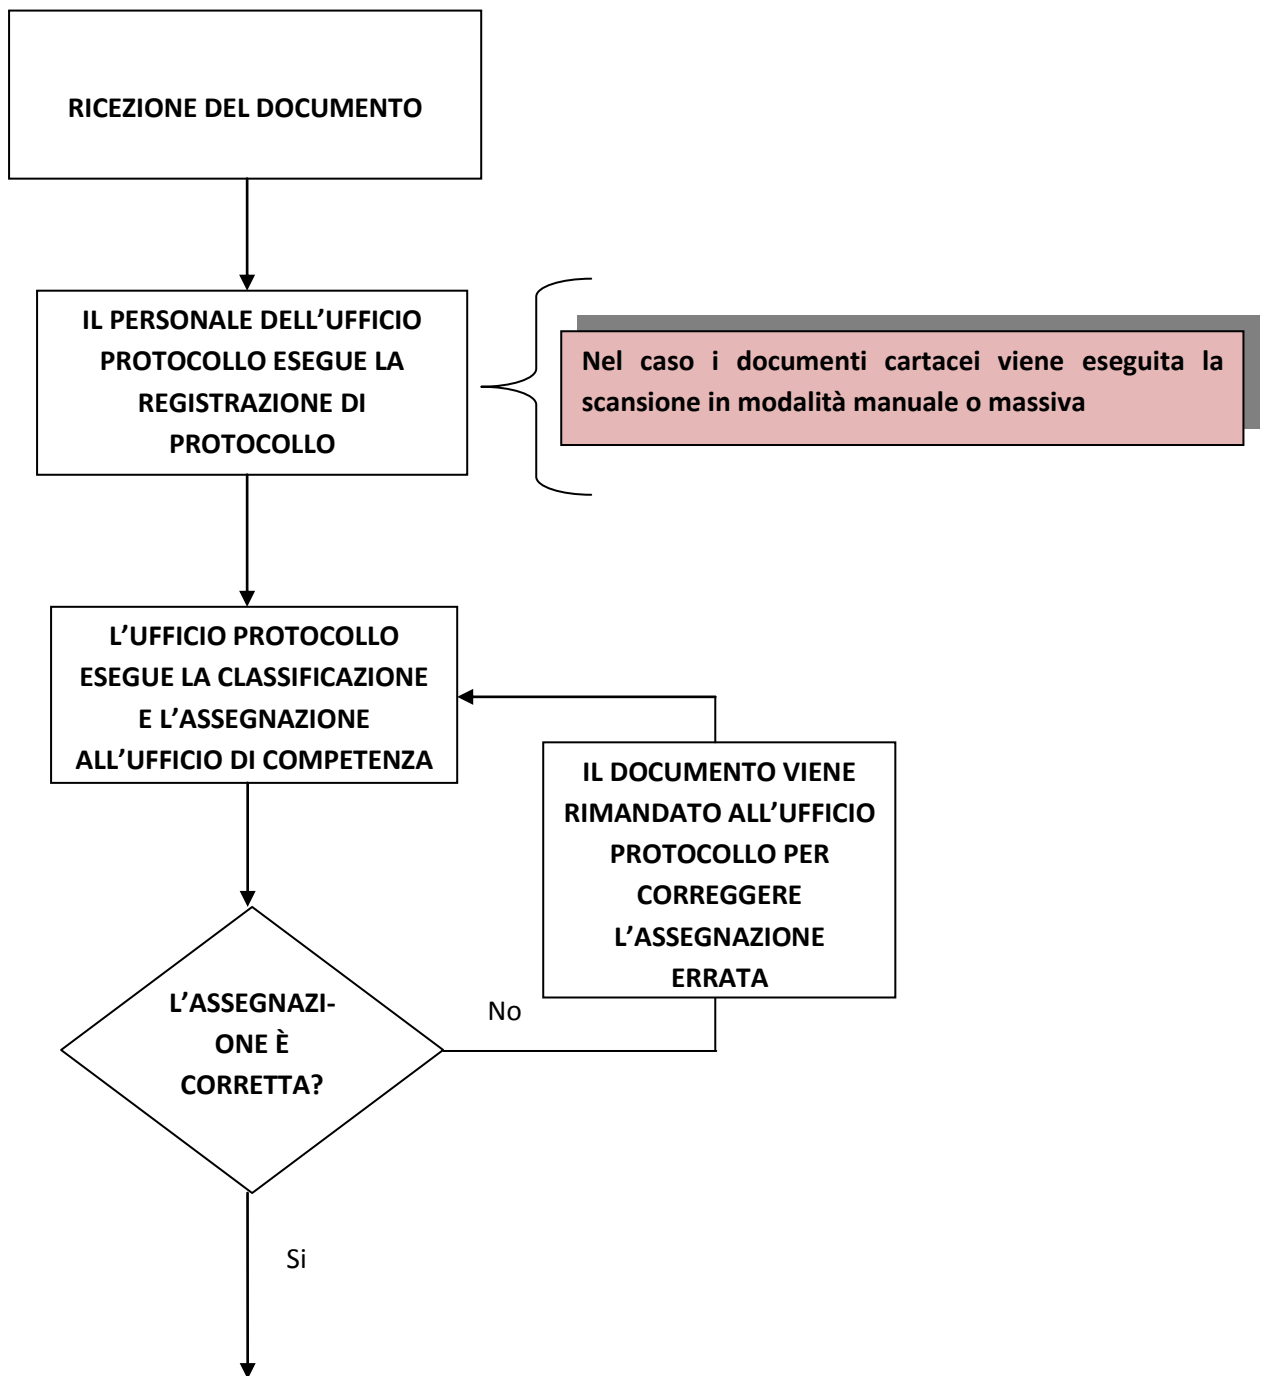 RICEZIONE DEL DOCUMENTO
IL PERSONALE DELL’UFFICIO
PROTOCOLLO ESEGUE LA
REGISTRAZIONE DI
PROTOCOLLO
Nel caso i documenti cartacei viene eseguita la
scansione in modalità manuale o massiva
L’UFFICIO PROTOCOLLO
ESEGUE LA CLASSIFICAZIONE
E L’ASSEGNAZIONE
ALL’UFFICIO DI COMPETENZA
IL DOCUMENTO VIENE
RIMANDATO ALL’UFFICIO
PROTOCOLLO PER
CORREGGERE
L’ASSEGNAZIONE
ERRATA
L’ASSEGNAZI-
ONE È
CORRETTA?
No
Si